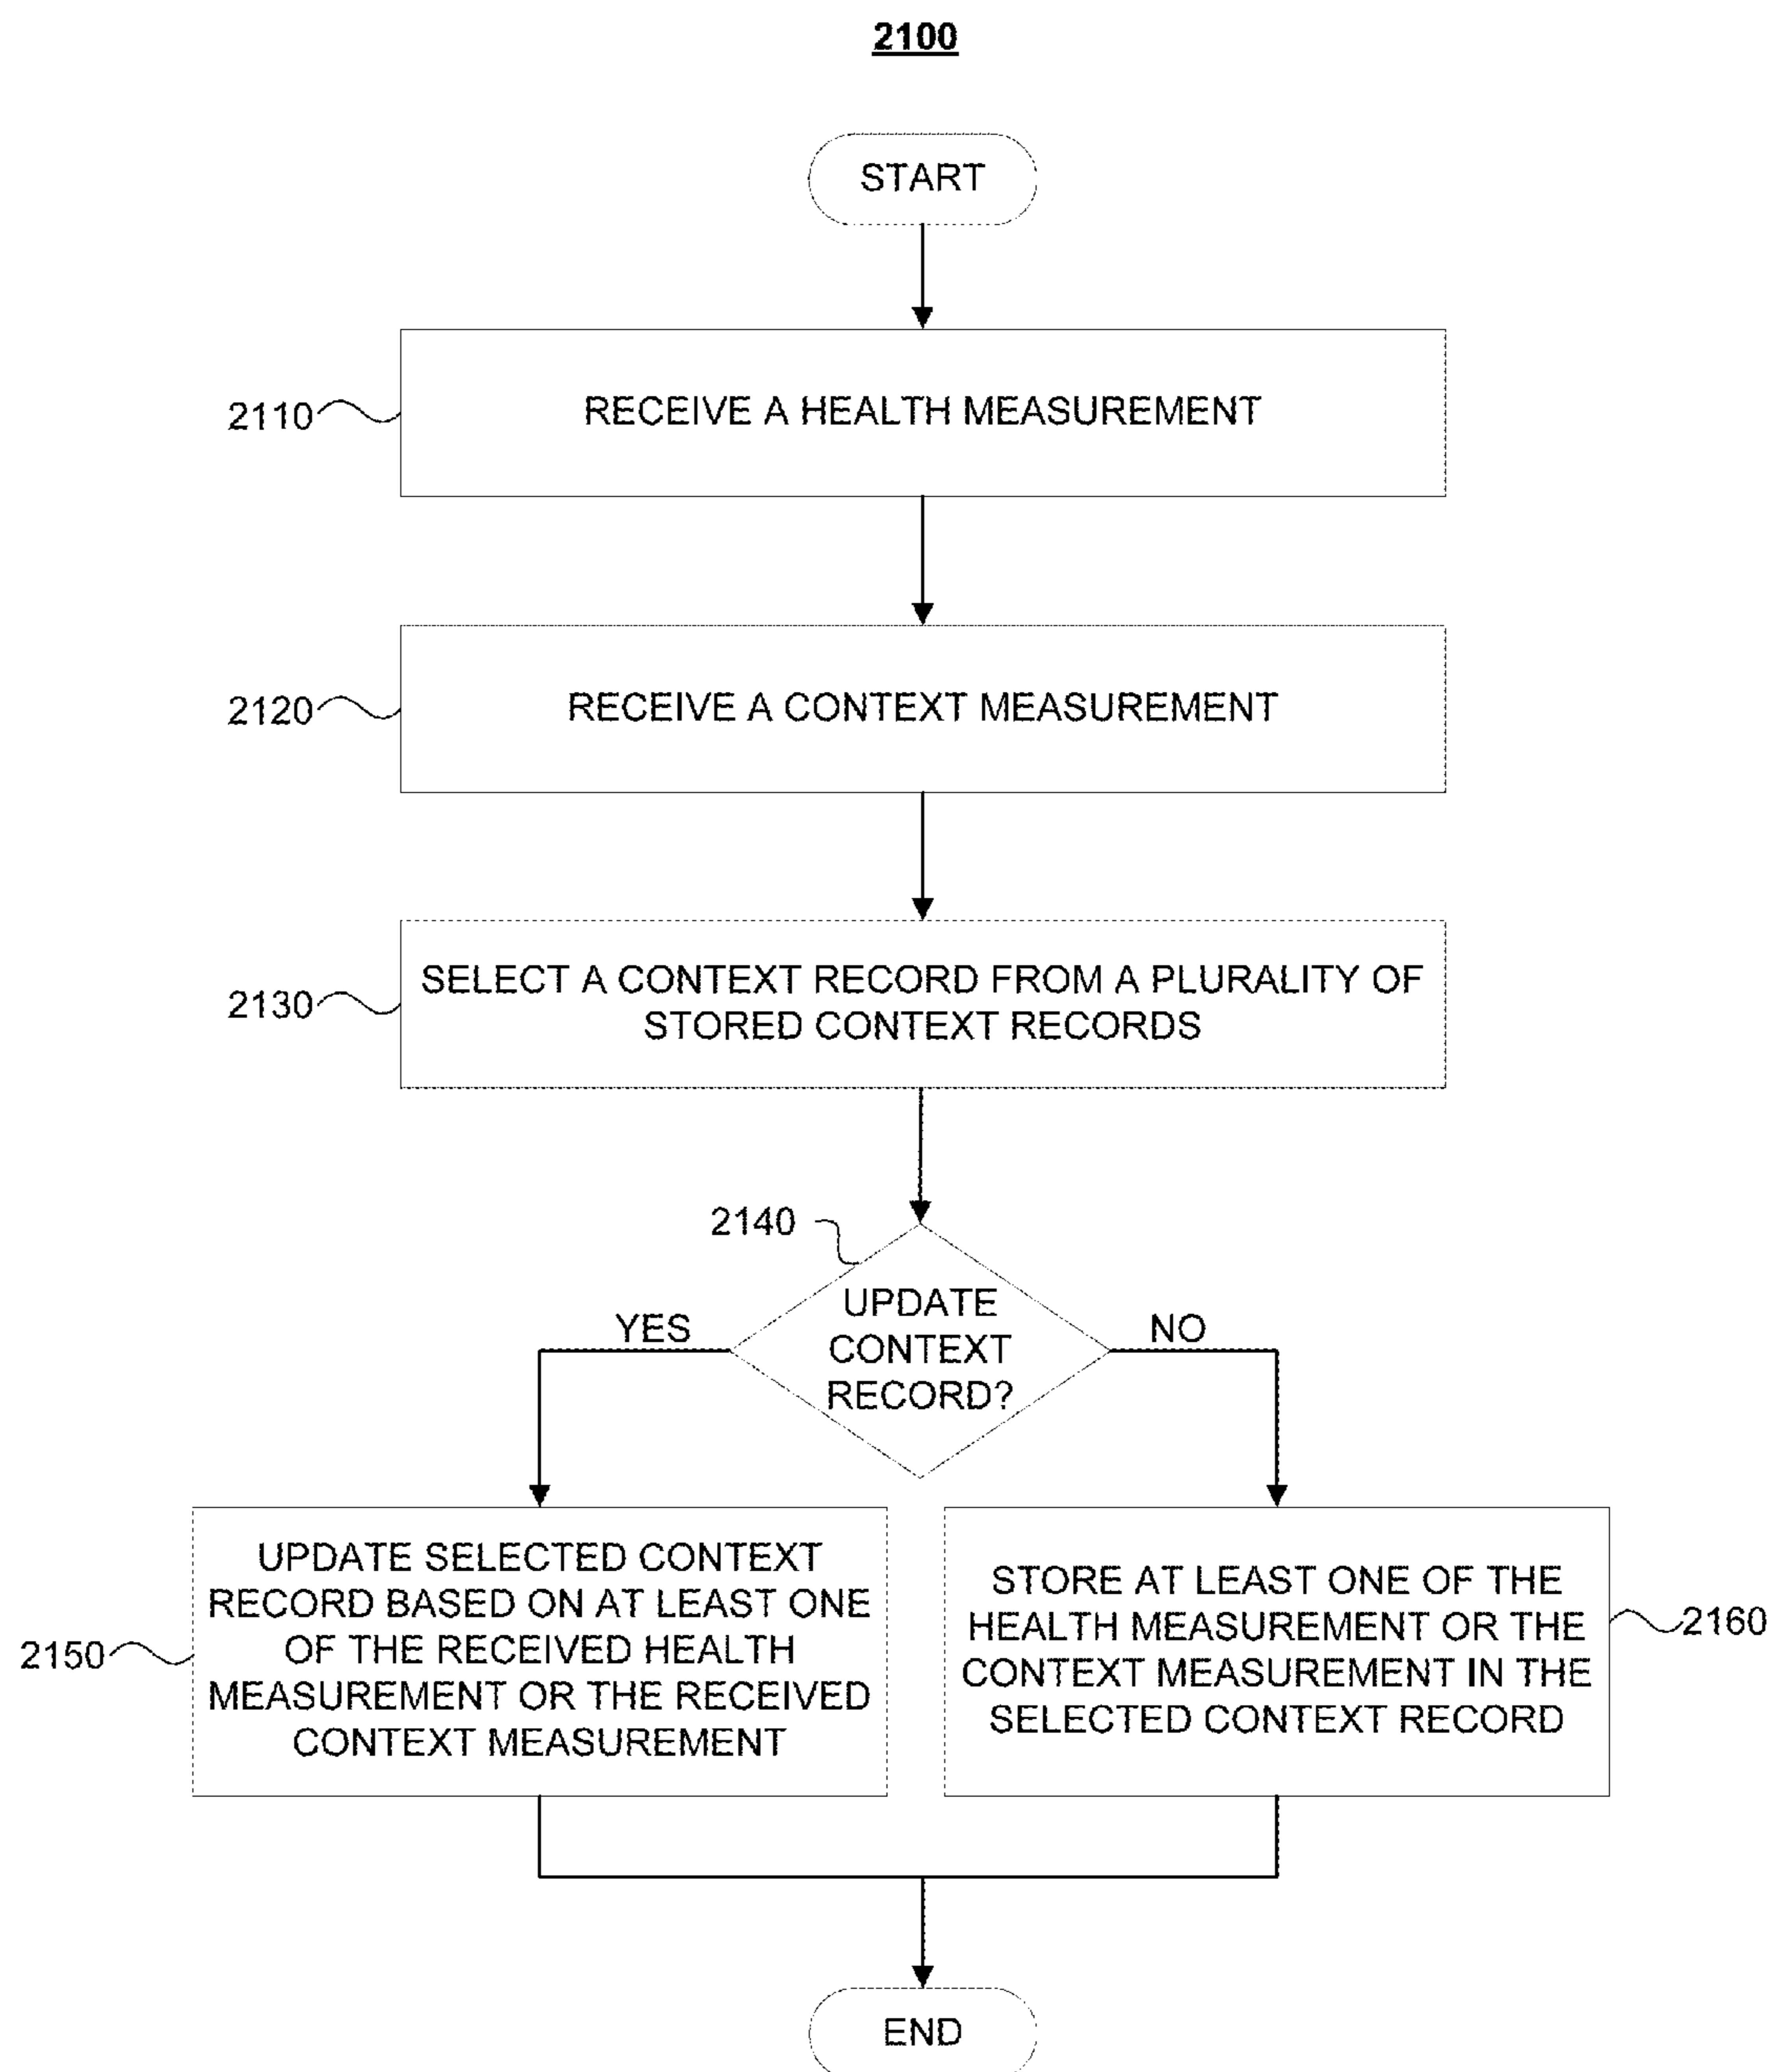 2100
START
2110
RECEIVE A HEALTH MEASUREMENT
2120
RECEIVE A CONTEXT MEASUREMENT
2130
SELECT A CONTEXT RECORD FROM A PLURALITY OF
STORED CONTEXT RECORDS
2140
UPDATE
CONTEXT
RECORD?
YES
NO
2150
UPDATE SELECTED CONTEXT
RECORD BASED ON AT LEAST ONE
OF THE RECEIVED HEALTH
MEASUREMENT OR THE RECEIVED
CONTEXT MEASUREMENT
STORE AT LEAST ONE OF THE
HEALTH MEASUREMENT OR THE
CONTEXT MEASUREMENT IN THE
SELECTED CONTEXT RECORD
2160
END